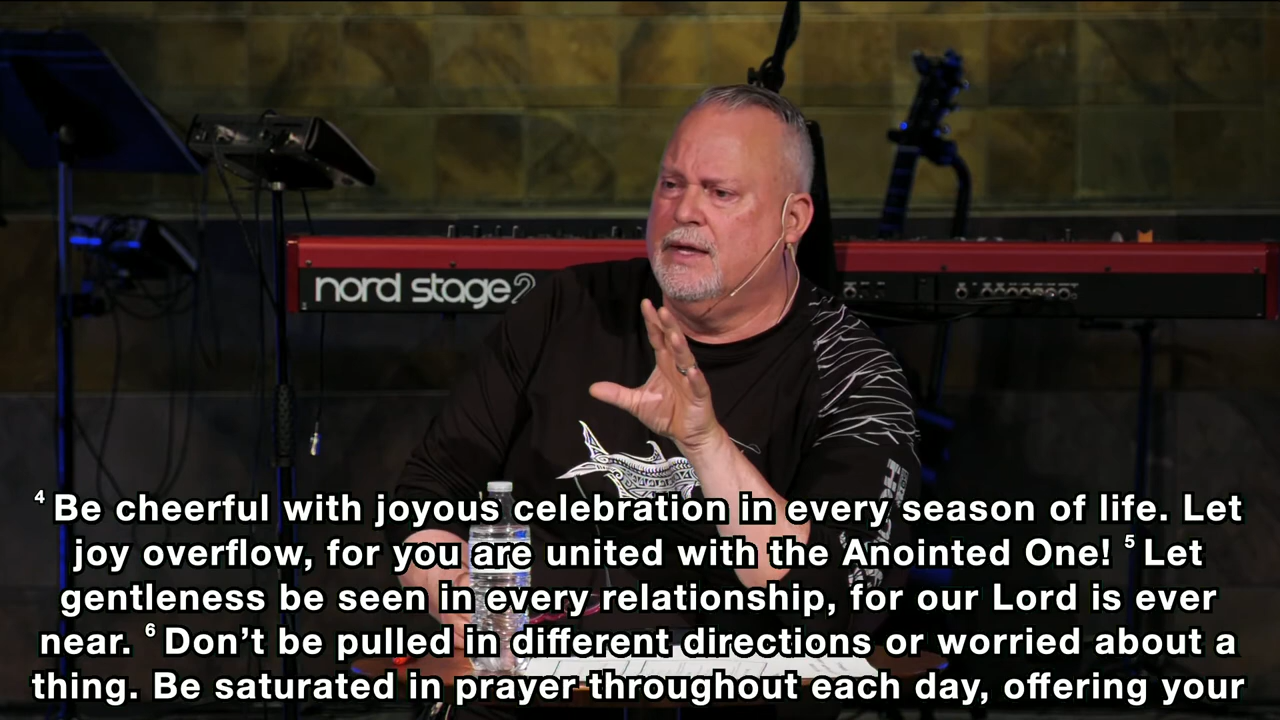 nord stage2
⁴ Be cheerful with joyous celebration in every season of life. Let
joy overflow, for you are united with the Anointed One! ⁵ Let
gentleness be seen in every relationship, for our Lord is ever
near. ⁶ Don’t be pulled in different directions or worried about a
thing. Be saturated in prayer throughout each day, offering your